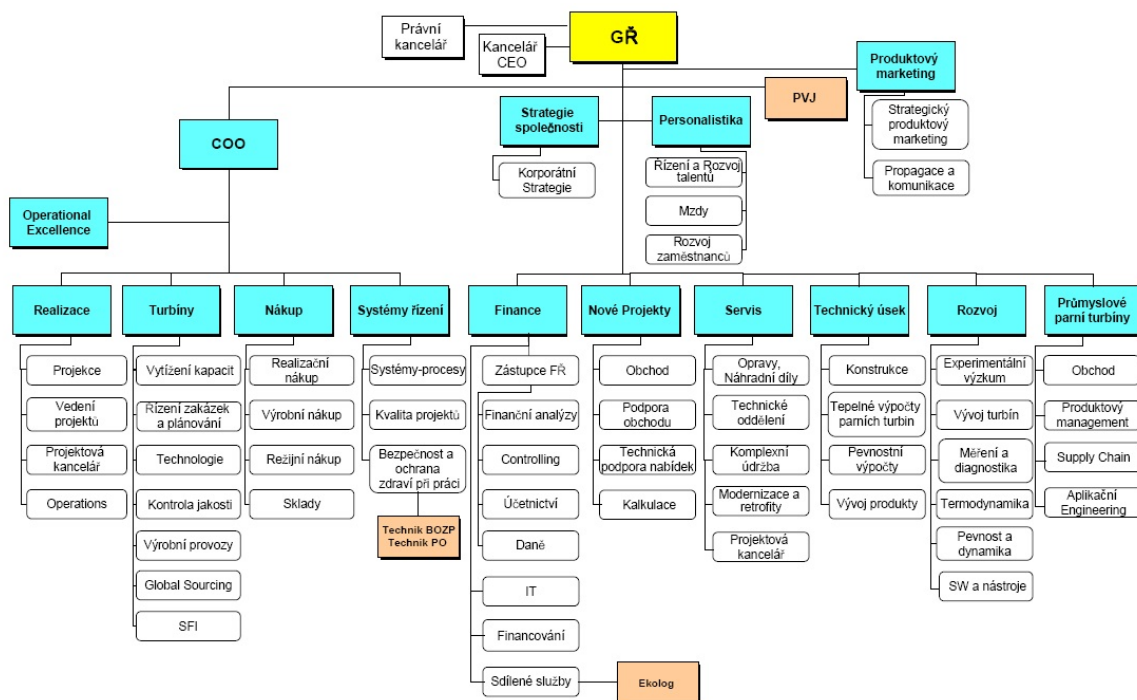 Právní
kancelář
Kancelář
CEO
GŘ
Produktový
marketing
PVJ
Strategický
produktový
marketing
Propagace a
komunikace
Strategie
společnosti
Korporátní
Strategie
Personalistika
Řízení a Rozvoj
talentů
Mzdy
Rozvoj
zaměstnanců
COO
Operational
Excellence
Realizace
Projekce
Vedení
projektů
Projektová
kancelář
Operations
Turbíny
Vytížení kapacit
Řízení zakázek
a plánování
Technologie
Kontrola jakosti
Výrobní provozy
Global Sourcing
SFI
Nákup
Realizační
nákup
Výrobní nákup
Režijní nákup
Sklady
Systémy řízení
Systémy-procesy
Kvalita projektů
Bezpečnost a
ochrana
zdraví při práci
Technik BOZP
Technik PO
Finance
Zástupce FŘ
Finanční analýzy
Controlling
Účetnictví
Daně
IT
Financování
Sdílené služby
Ekolog
Nové Projekty
Obchod
Podpora
obchodu
Technická
podpora nabídek
Kalkulace
Servis
Opravy,
Náhradní díly
Technické
oddělení
Komplexní
údržba
Modernizace a
retrofity
Projektová
kancelář
Technický úsek
Konstrukce
Tepelné výpočty
parních turbin
Pevnostní
výpočty
Vývoj produkty
Rozvoj
Experimentální
výzkum
Vývoj turbín
Měření a
diagnostika
Termodynamika
Pevnost a
dynamika
SW a nástroje
Průmyslové
parní turbíny
Obchod
Produktový
management
Supply Chain
Aplikační
Engineering